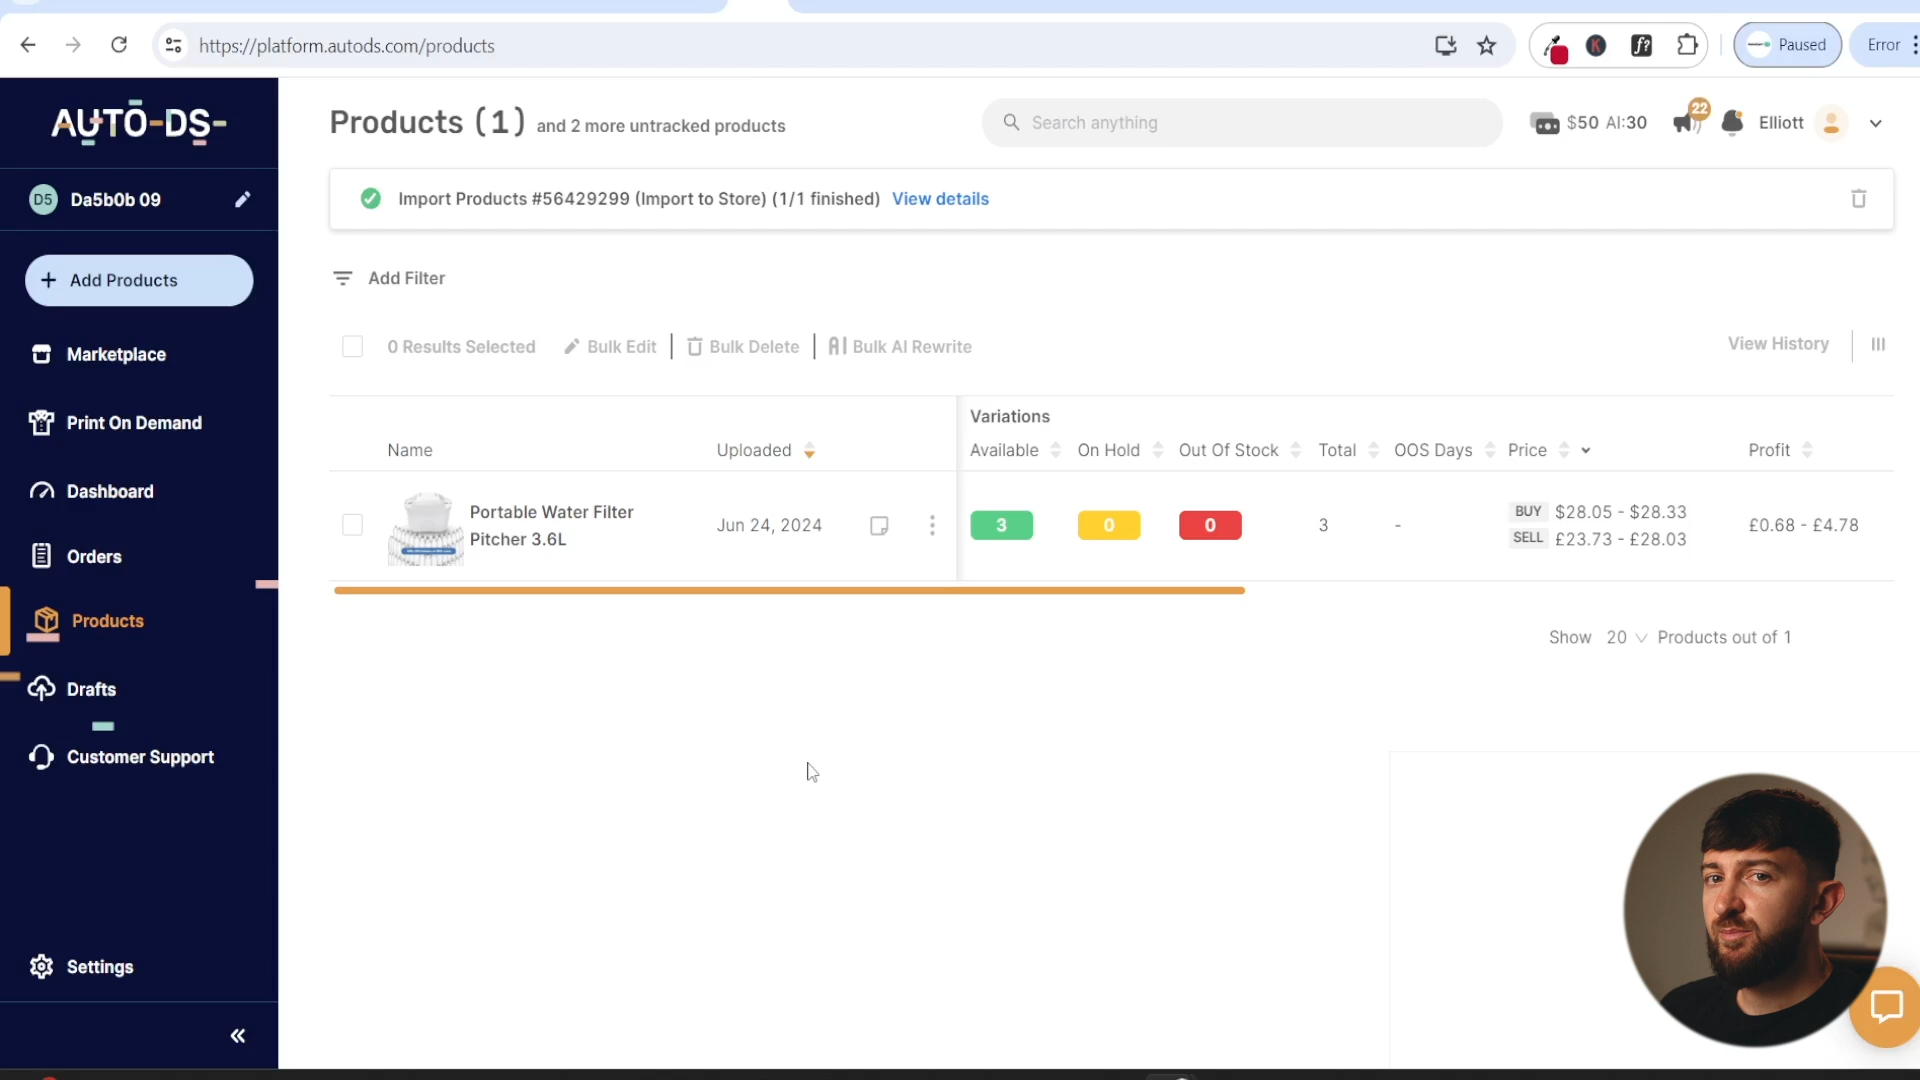 https://platform.autods.com/products
Paused
Error
AUTO-DS-
Products (1) and 2 more untracked products
Search anything
$50 AI:30
22
Elliott
D5 Da5b0b 09
Import Products #56429299 (Import to Store) (1/1 finished) View details
+ Add Products
Add Filter
0 Results Selected Bulk Edit Bulk Delete AI Bulk AI Rewrite
View History
Marketplace
Print On Demand
Dashboard
Orders
Products
Drafts
Customer Support
Settings
Variations
Name Uploaded Available On Hold Out Of Stock Total OOS Days Price Profit
Portable Water Filter
Pitcher 3.6L
Jun 24, 2024
3 0 0 3 -
BUY $28.05 - $28.33
SELL £23.73 - £28.03
£0.68 - £4.78
Show 20 Products out of 1